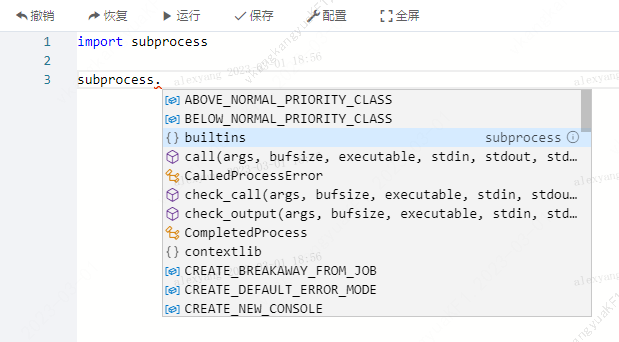 撤销 恢复 运行 保存 配置 全屏
1 import subprocess
2
3 subprocess.
ABOVE_NORMAL_PRIORITY_CLASS
BELOW_NORMAL_PRIORITY_CLASS
{} builtins subprocess
call(args, bufsize, executable, stdin, stdout, std…
CalledProcessError
check_call(args, bufsize, executable, stdin, stdou…
check_output(args, bufsize, executable, stdin, std…
CompletedProcess
{} contextlib
CREATE_BREAKAWAY_FROM_JOB
CREATE_DEFAULT_ERROR_MODE
CREATE_NEW_CONSOLE